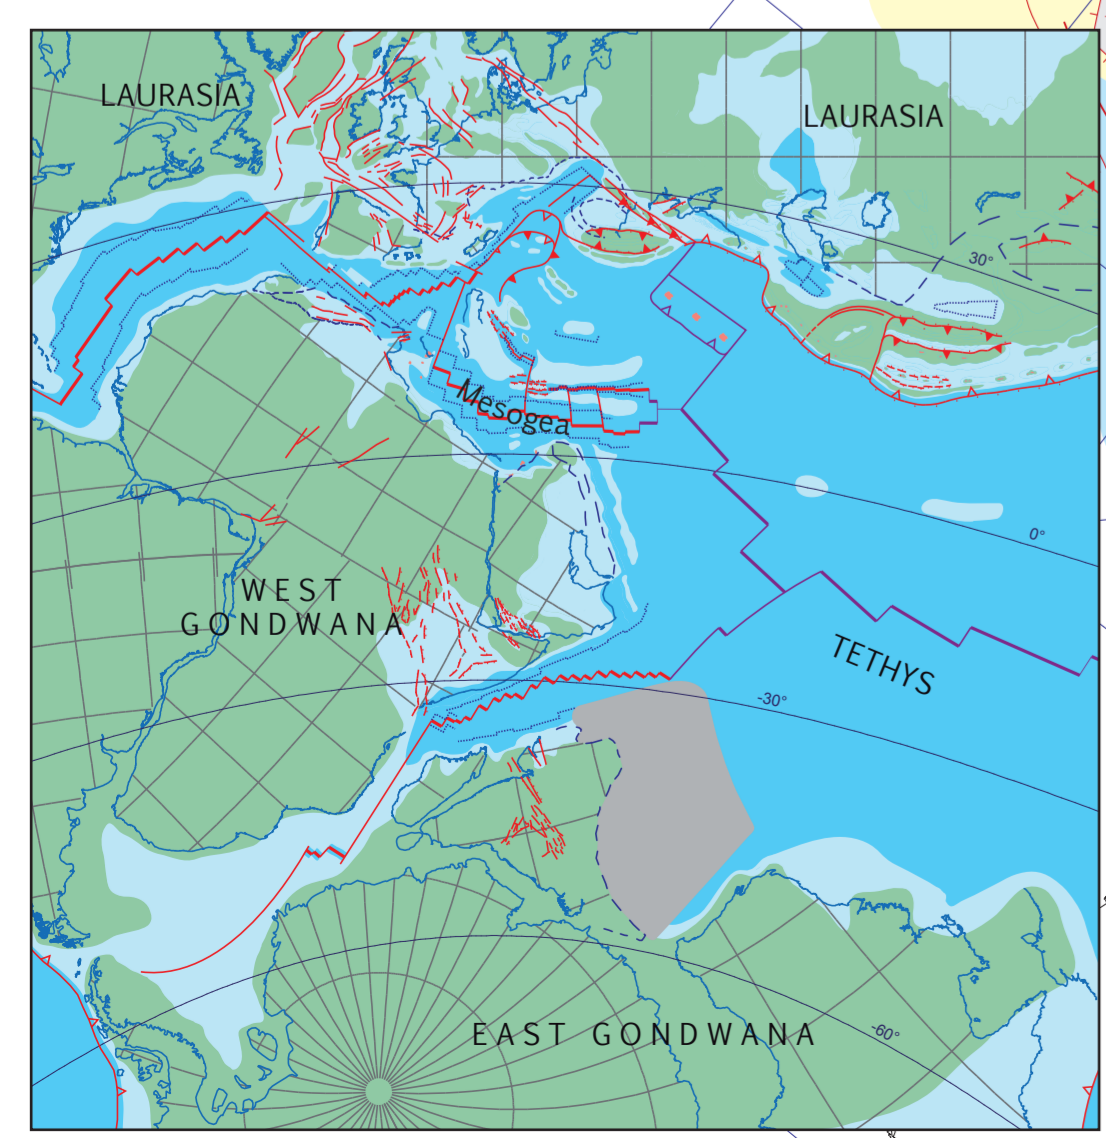 LAURASIA
LAURASIA
30°
Mesogea
0°
WEST
GONDWANA
TETHYS
-30°
EAST GONDWANA
-60°